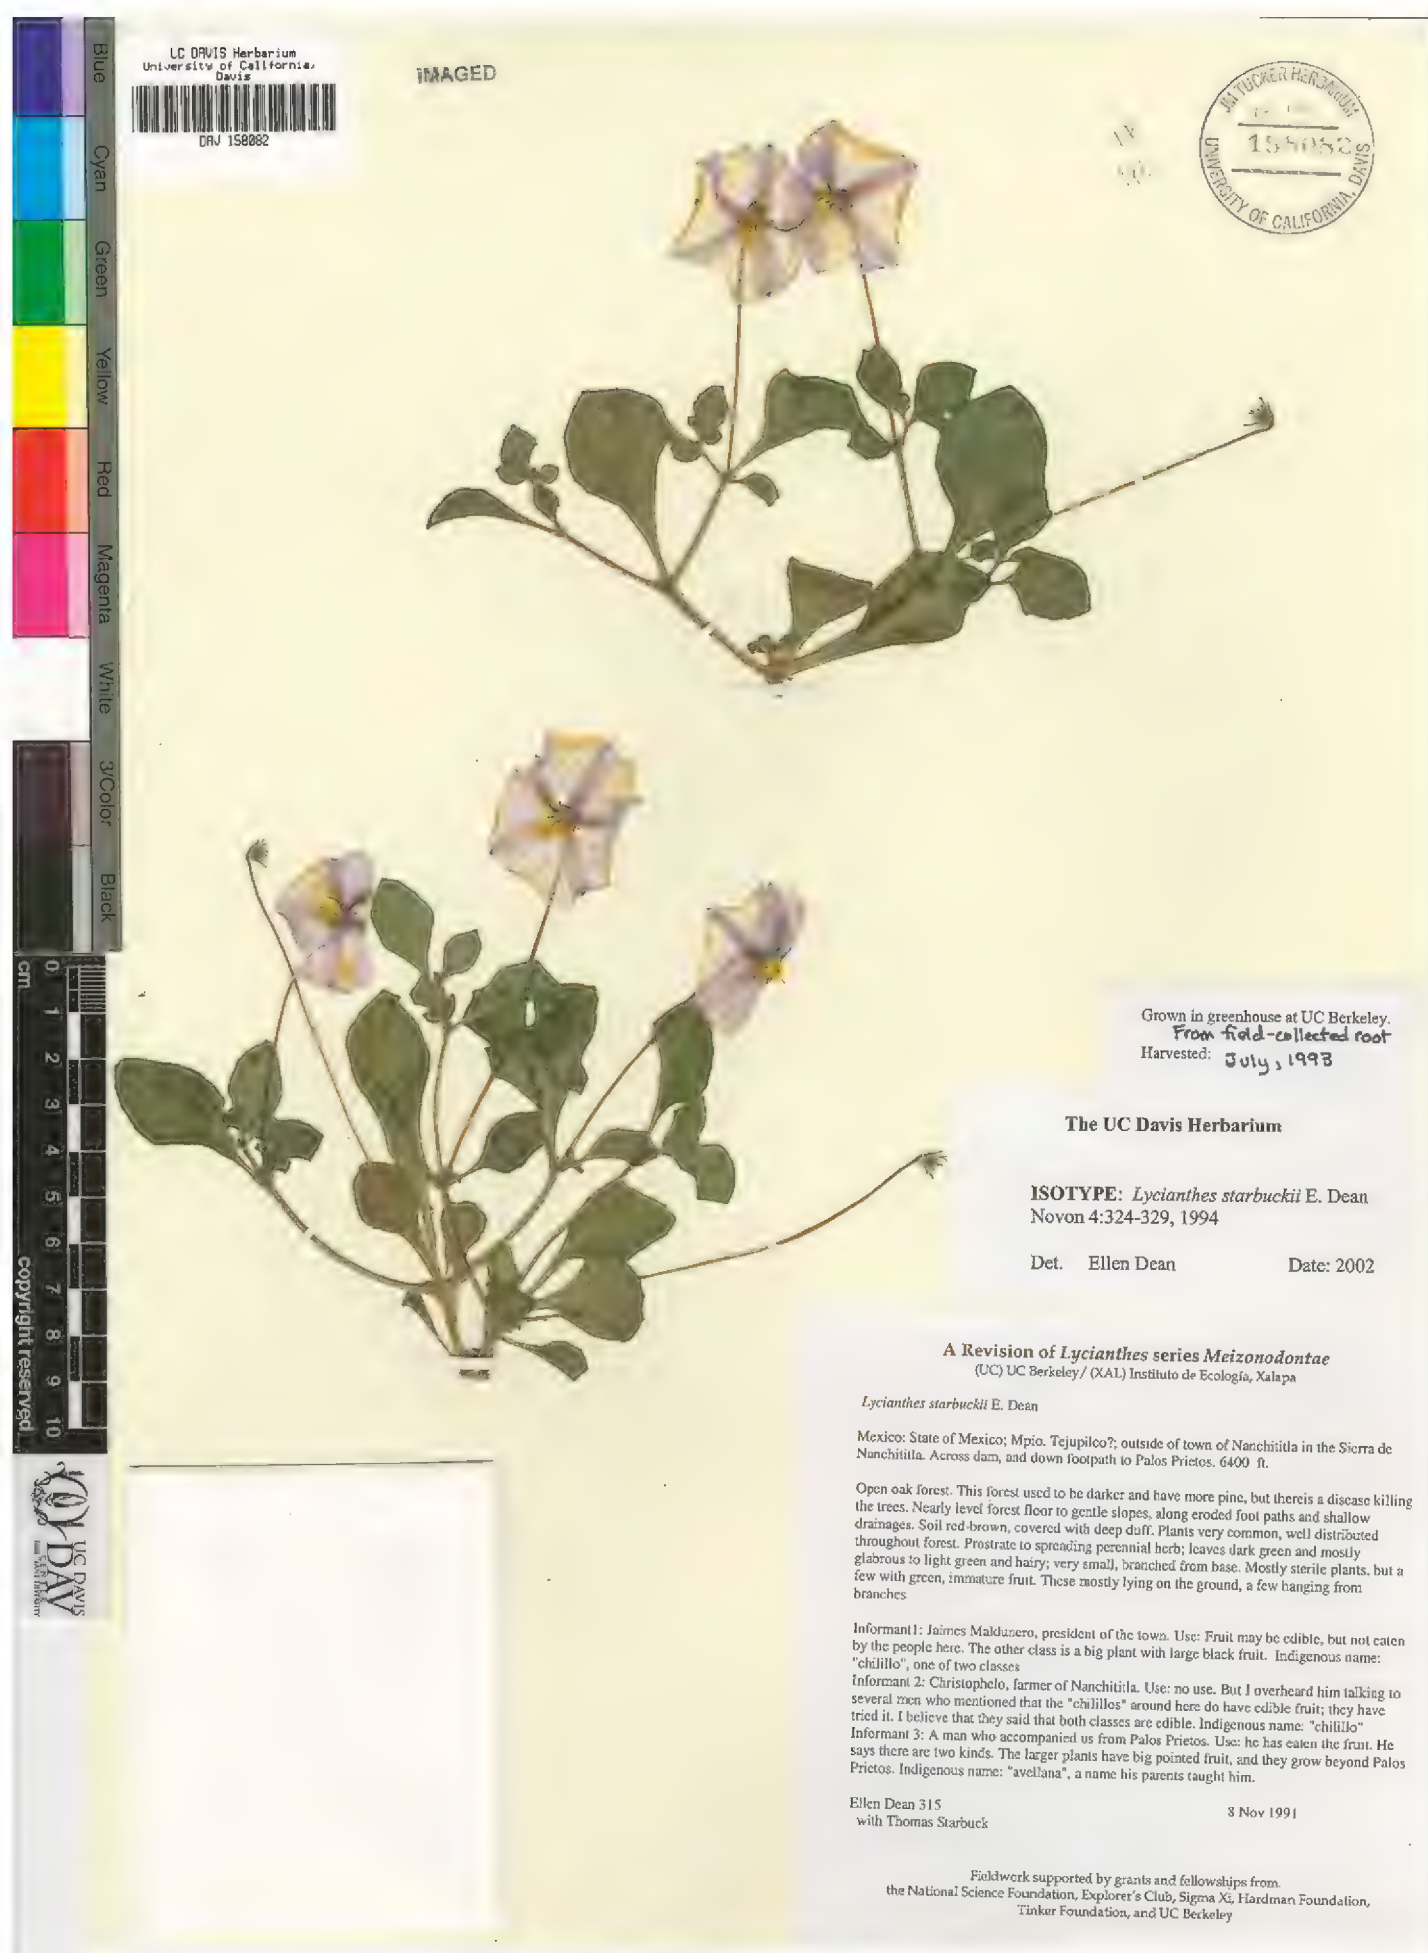 UC DAVIS Herbarium
University of California,
Davis
DAV 158082
IMAGED
JM TUCKER HERBARIUM
158082
UNIVERSITY OF CALIFORNIA, DAVIS
Blue
Cyan
Green
Yellow
Red
Magenta
White
3/Color
Black
cm
0 1 2 3 4 5 6 7 8 9 10
copyright reserved
UC DAVIS
Grown in greenhouse at UC Berkeley.
From field-collected root
Harvested: July, 1993
The UC Davis Herbarium
ISOTYPE: Lycianthes starbuckii E. Dean
Novon 4:324-329, 1994
Det. Ellen Dean Date: 2002
A Revision of Lycianthes series Meizonodontae
(UC) UC Berkeley/ (XAL) Instituto de Ecología, Xalapa
Lycianthes starbuckii E. Dean
Mexico: State of Mexico; Mpio. Tejupilco?; outside of town of Nanchititla in the Sierra de
Nanchititla. Across dam, and down footpath to Palos Prietos. 6400 ft.
Open oak forest. This forest used to be darker and have more pine, but thereis a disease killing
the trees. Nearly level forest floor to gentle slopes, along eroded foot paths and shallow
drainages. Soil red-brown, covered with deep duff. Plants very common, well distributed
throughout forest. Prostrate to spreading perennial herb; leaves dark green and mostly
glabrous to light green and hairy; very small, branched from base. Mostly sterile plants, but a
few with green, immature fruit. These mostly lying on the ground, a few hanging from
branches
Informant1: Jaimes Maldunero, president of the town. Use: Fruit may be edible, but not eaten
by the people here. The other class is a big plant with large black fruit. Indigenous name:
"chilillo", one of two classes
Informant 2: Christophelo, farmer of Nanchititla. Use: no use. But I overheard him talking to
several men who mentioned that the "chilillos" around here do have edible fruit; they have
tried it. I believe that they said that both classes are edible. Indigenous name: "chilillo"
Informant 3: A man who accompanied us from Palos Prietos. Use: he has eaten the fruit. He
says there are two kinds. The larger plants have big pointed fruit, and they grow beyond Palos
Prietos. Indigenous name: "avellana", a name his parents taught him.
Ellen Dean 315 8 Nov 1991
with Thomas Starbuck
Fieldwork supported by grants and fellowships from
the National Science Foundation, Explorer's Club, Sigma Xi, Hardman Foundation,
Tinker Foundation, and UC Berkeley